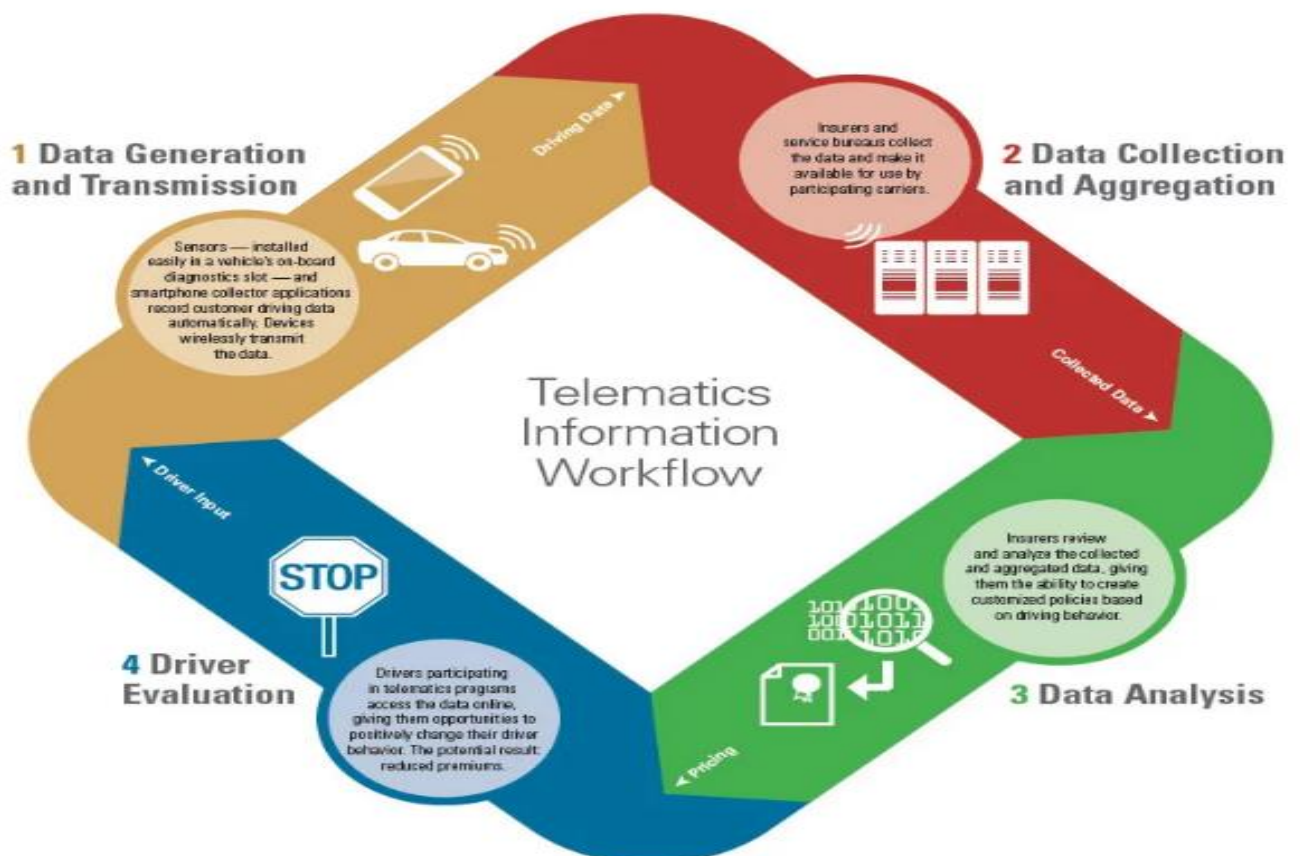 1 Data Generation
and Transmission
Sensors — installed
easily in a vehicle's on-board
diagnostics slot — and
smartphone collector applications
record customer driving data
automatically. Devices
wirelessly transmit
the data.
Driving Data
2 Data Collection
and Aggregation
Insurers and
service bureaus collect
the data and make it
available for use by
participating carriers.
Collected Data
Telematics
Information
Workflow
3 Data Analysis
Insurers review
and analyze the collected
and aggregated data, giving
them the ability to create
customized policies based
on driving behavior.
Pricing
4 Driver
Evaluation
STOP
Drivers participating
in telematics programs
access the data online,
giving them opportunities to
positively change their driver
behavior. The potential result:
reduced premiums.
Driver Input